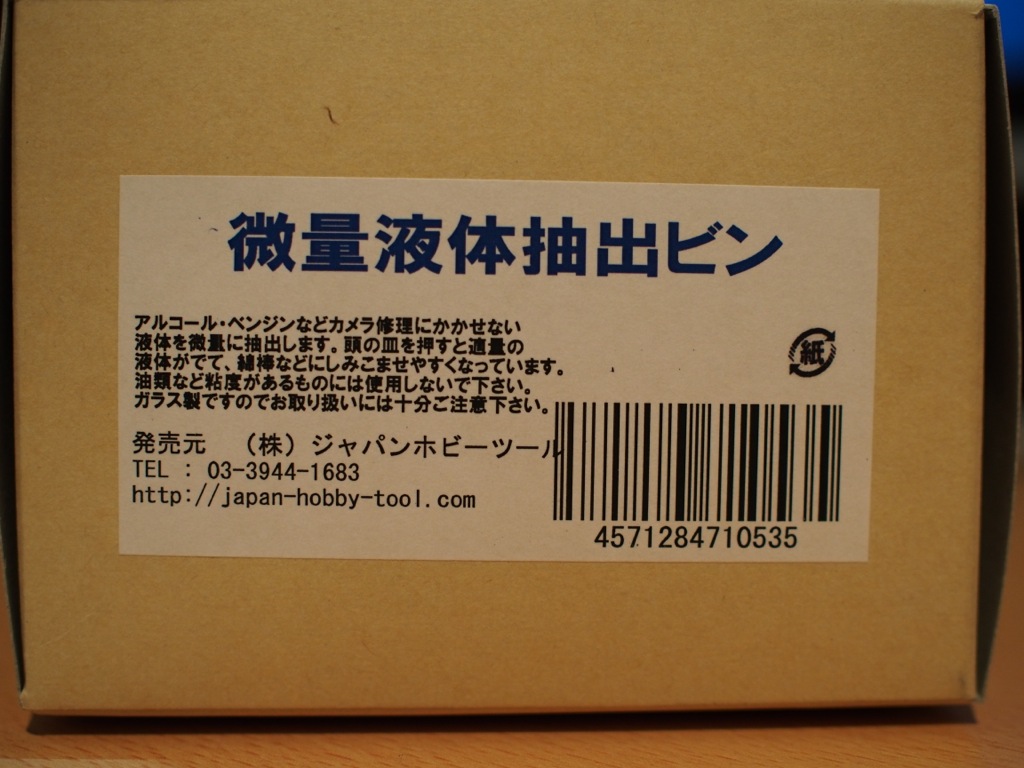 微量液体抽出ビン
アルコール・ベンジンなどカメラ修理にかかせない
液体を微量に抽出します。頭の皿を押すと適量の
液体がでて、綿棒などにしみこませやすくなっています。
油類など粘度があるものには使用しないで下さい。
ガラス製ですのでお取り扱いには十分ご注意下さい。
紙
発売元 （株）ジャパンホビーツール
TEL : 03-3944-1683
http://japan-hobby-tool.com
4571284710535